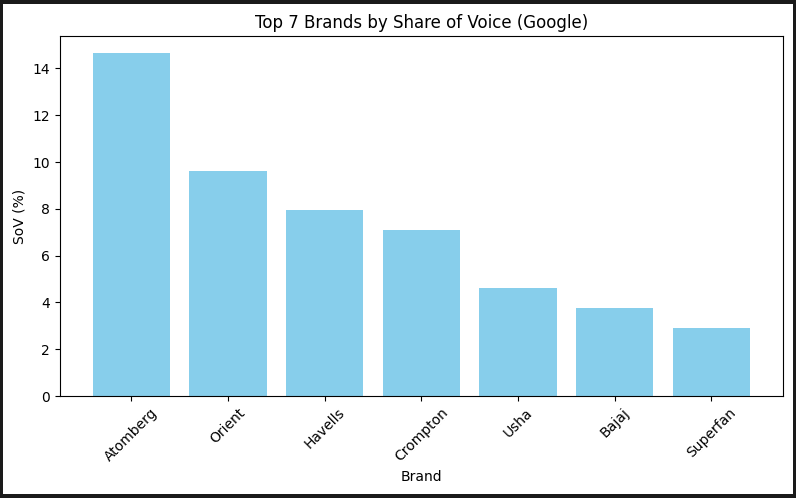 Top 7 Brands by Share of Voice (Google)
SoV (%)
14
12
10
8
6
4
2
0
Atomberg
Orient
Havells
Crompton
Usha
Bajaj
Superfan
Brand